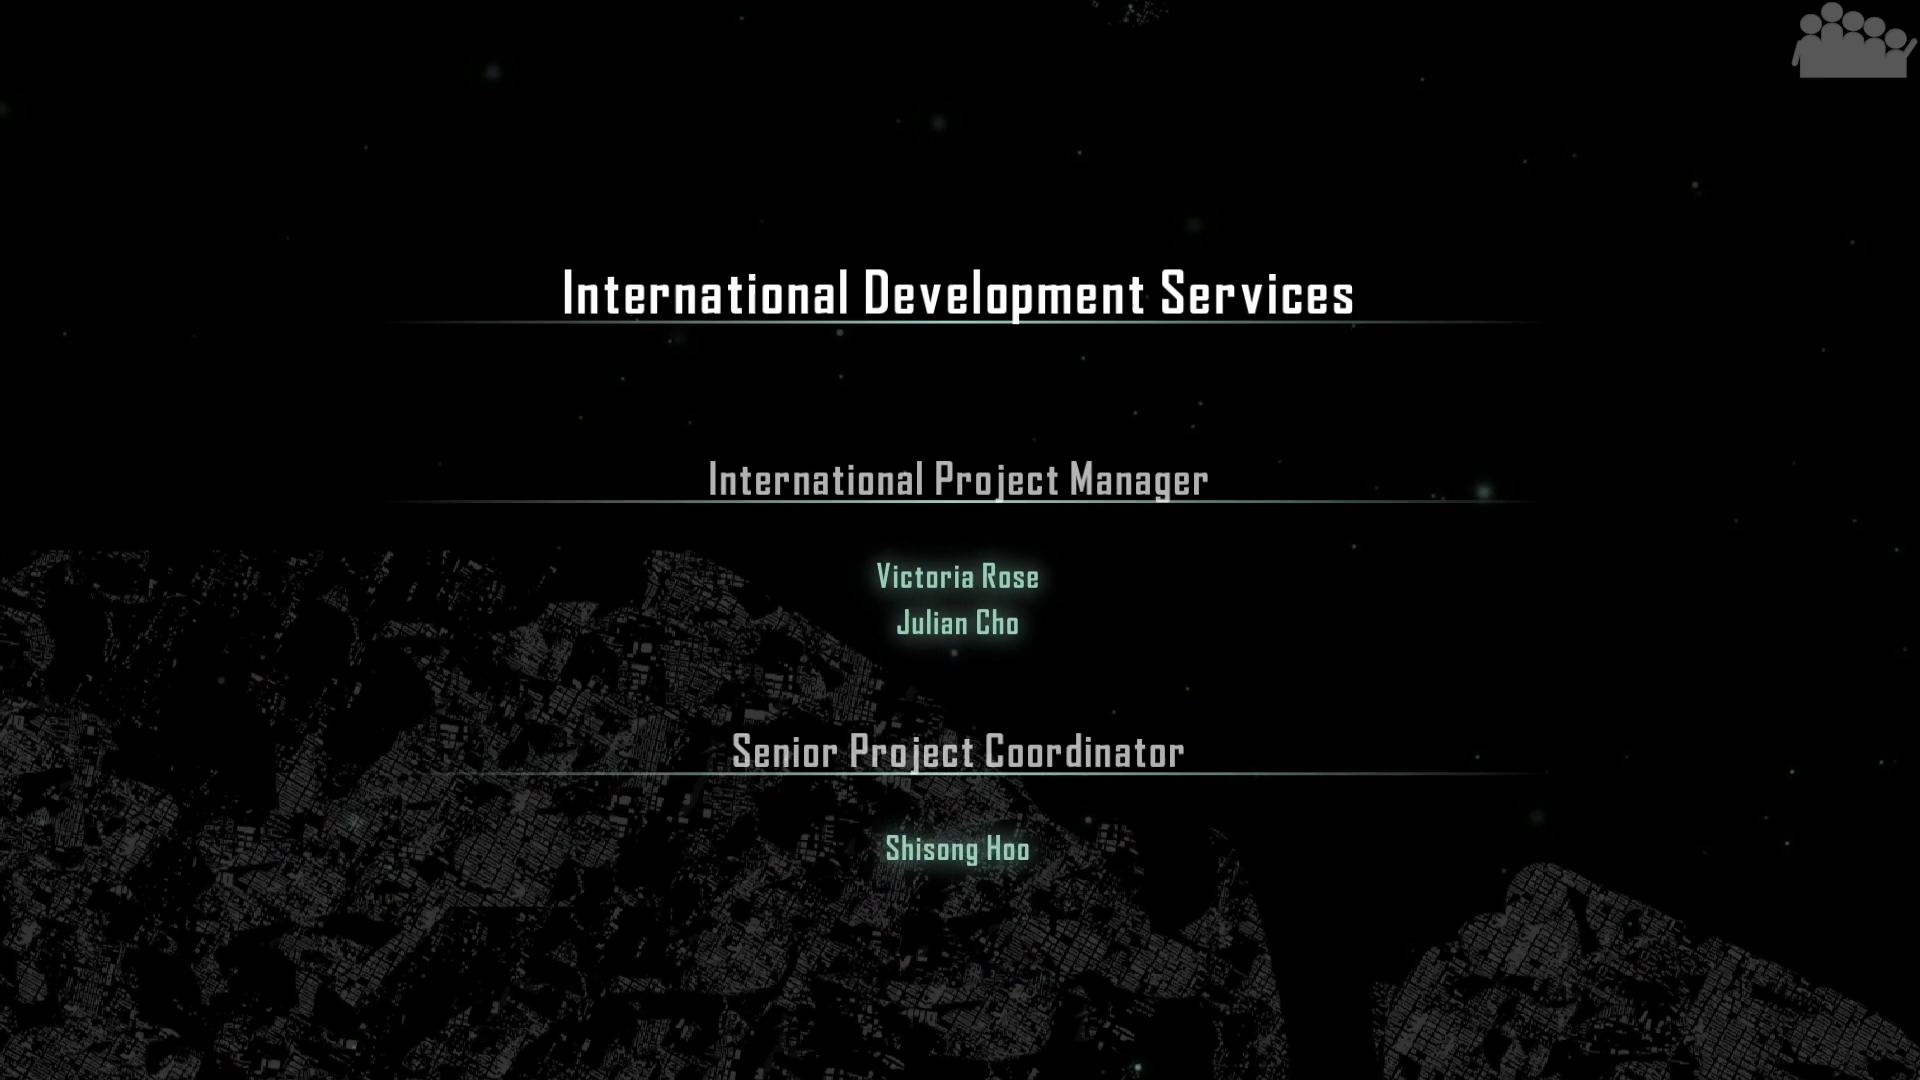 International Development Services
International Project Manager
Victoria Rose
Julian Cho
Senior Project Coordinator
Shisong Hoo